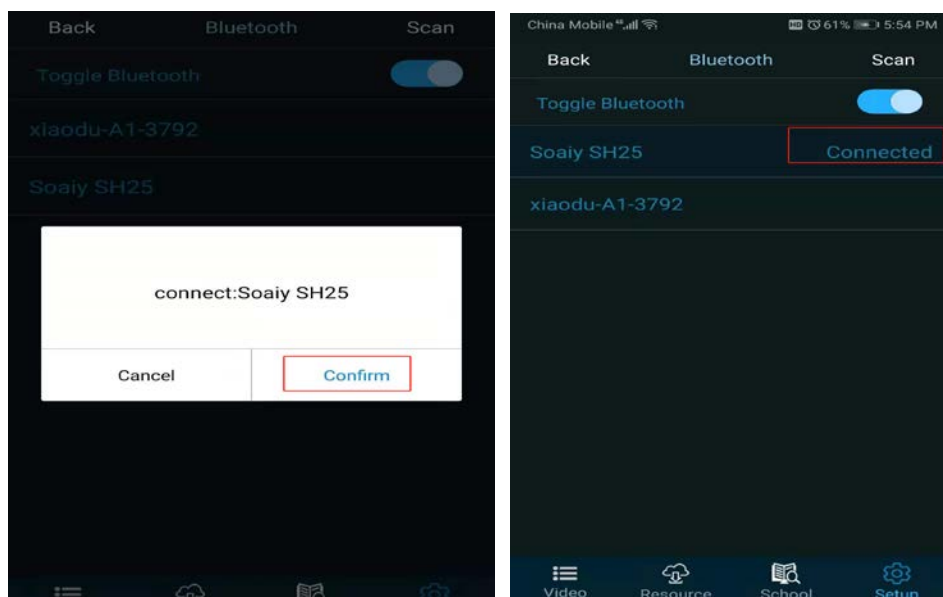 Back Bluetooth Scan
Toggle Bluetooth
xiaodu-A1-3792
Soaiy SH25
connect:Soaiy SH25
Cancel Confirm
China Mobile 61% 5:54 PM
Back Bluetooth Scan
Toggle Bluetooth
Soaiy SH25 Connected
xiaodu-A1-3792
Video Resource School Setup